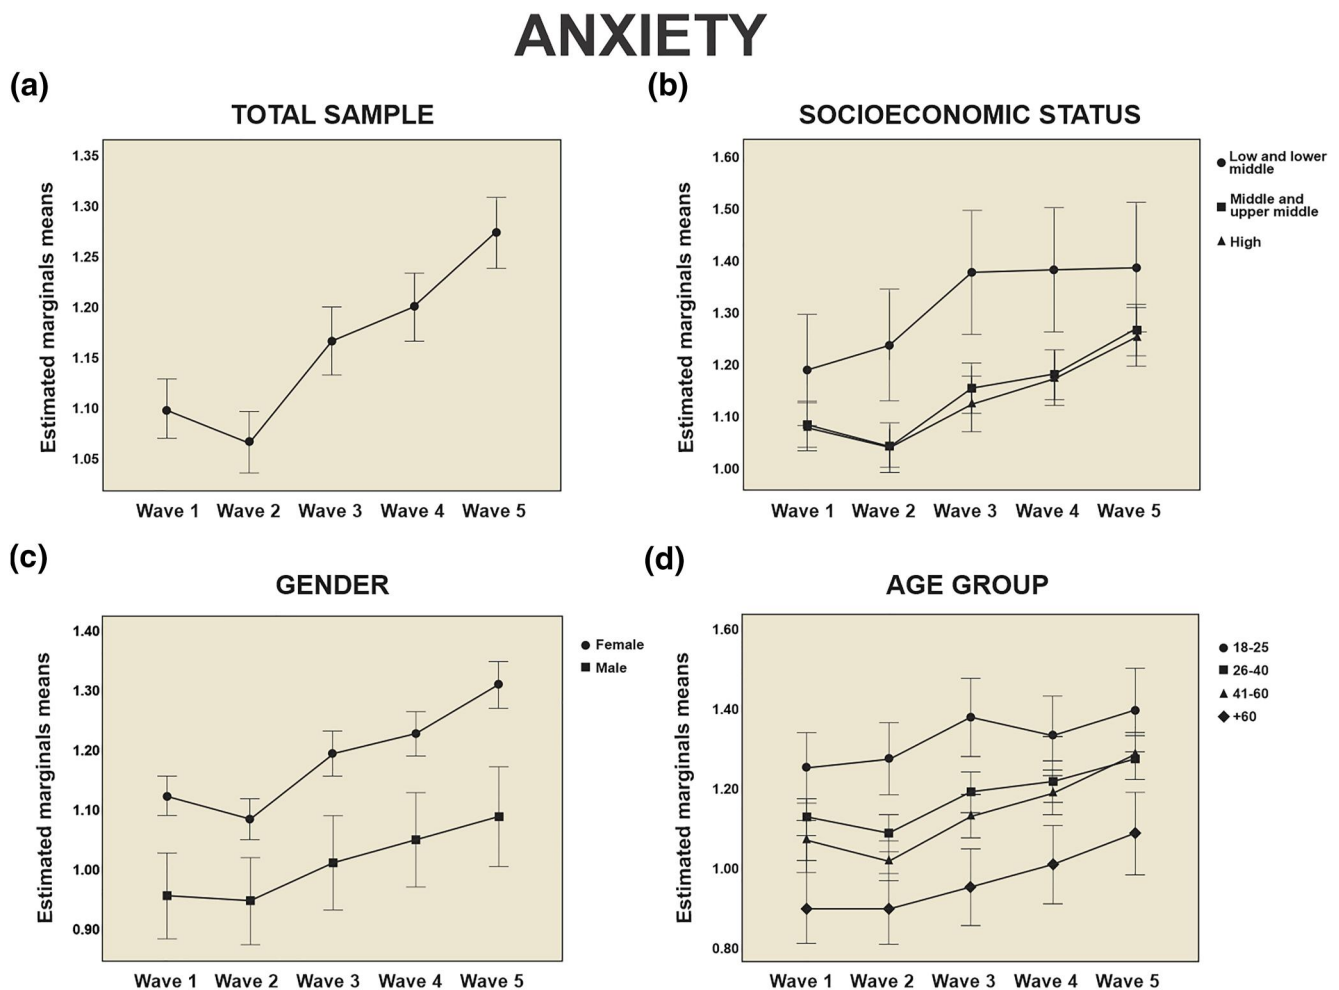 ANXIETY
(a)
TOTAL SAMPLE
Estimated marginals means
1.35
1.30
1.25
1.20
1.15
1.10
1.05
Wave 1 Wave 2 Wave 3 Wave 4 Wave 5
(b)
SOCIOECONOMIC STATUS
Estimated marginals means
1.60
1.50
1.40
1.30
1.20
1.10
1.00
Wave 1 Wave 2 Wave 3 Wave 4 Wave 5
Low and lower
middle
Middle and
upper middle
High
(c)
GENDER
Estimated marginals means
1.40
1.30
1.20
1.10
1.00
0.90
Wave 1 Wave 2 Wave 3 Wave 4 Wave 5
Female
Male
(d)
AGE GROUP
Estimated marginals means
1.60
1.40
1.20
1.00
0.80
Wave 1 Wave 2 Wave 3 Wave 4 Wave 5
18-25
26-40
41-60
+60